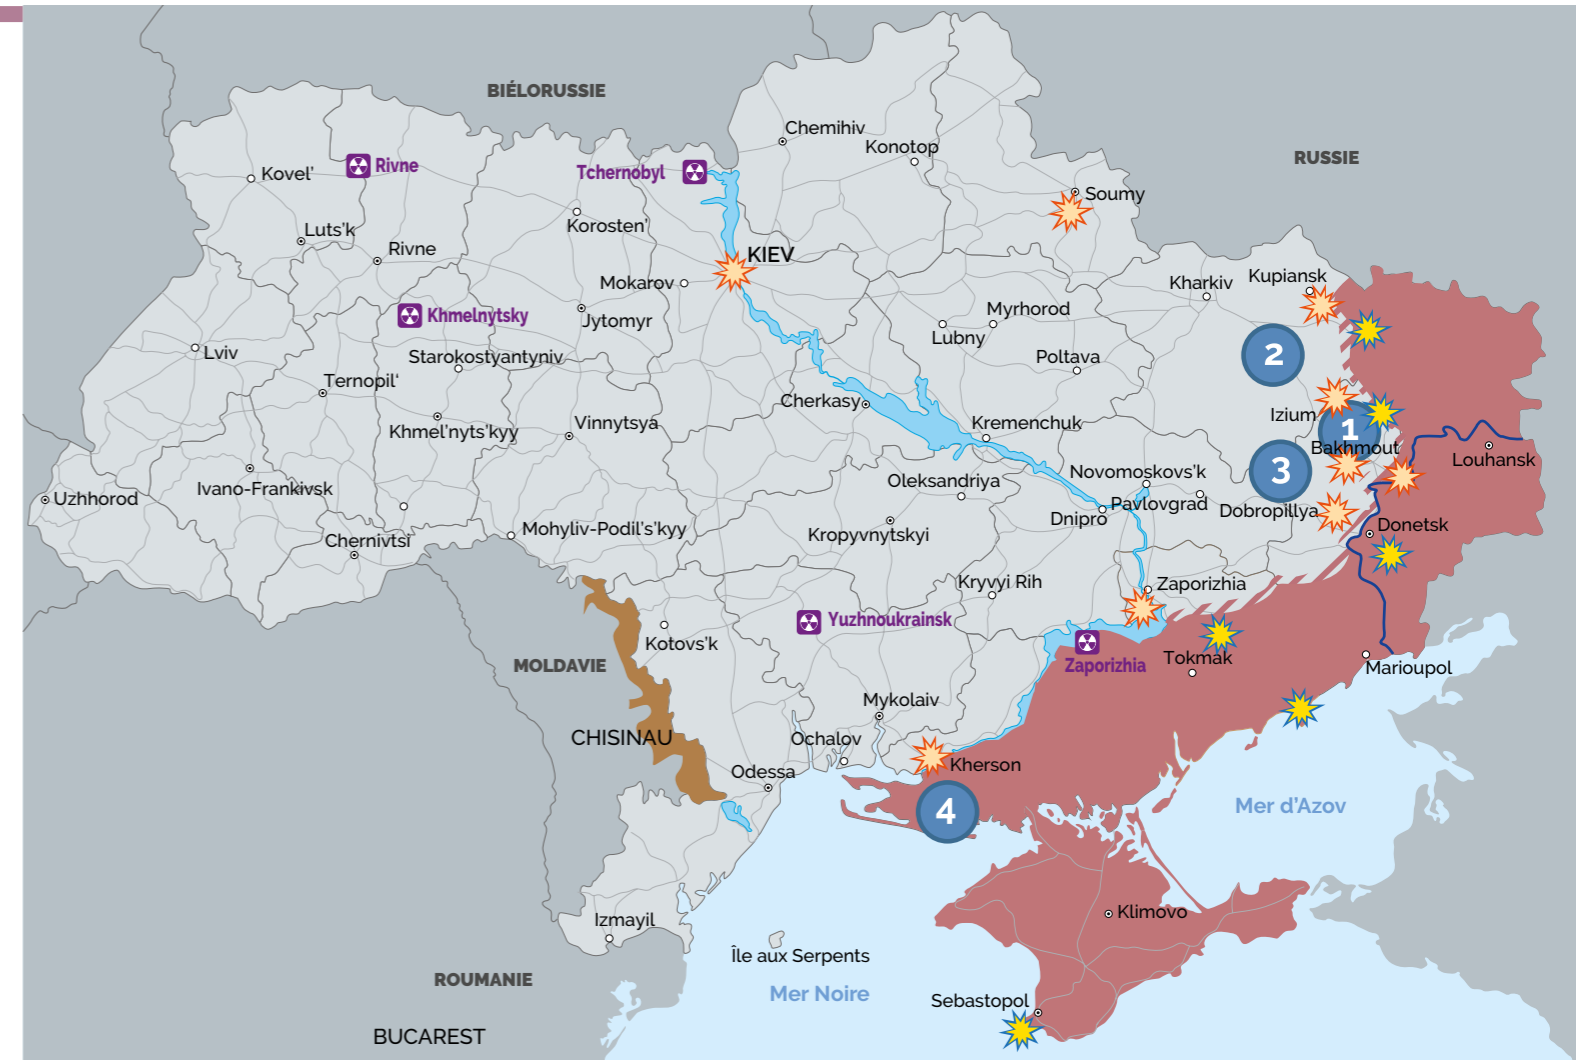 BIÉLORUSSIE
Chemihiv
Konotop
RUSSIE
Kovel'
Rivne
Tchernobyl
Soumy
Korosten'
Luts'k
Rivne
KIEV
Mokarov
Kharkiv
Kupiansk
Khmelnytsky
Jytomyr
Myrhorod
Lubny
2
Lviv
Starokostyantyniv
Poltava
Ternopil'
Cherkasy
Izium
1
Khmel'nyts'kyy
Vinnytsya
Kremenchuk
Bakhmout
Louhansk
3
Uzhhorod
Ivano-Frankivsk
Oleksandriya
Novomoskovs'k
Pavlovgrad
Dobropillya
Dnipro
Donetsk
Chernivtsi
Mohyliv-Podil's'kyy
Kropyvnytskyi
Kryvyi Rih
Zaporizhia
Yuzhnoukrainsk
Kotovs'k
MOLDAVIE
Zaporizhia
Tokmak
Marioupol
Mykolaiv
CHISINAU
Ochalov
Odessa
Kherson
4
Mer d'Azov
Izmayil
Klimovo
Île aux Serpents
ROUMANIE
Mer Noire
Sebastopol
BUCAREST